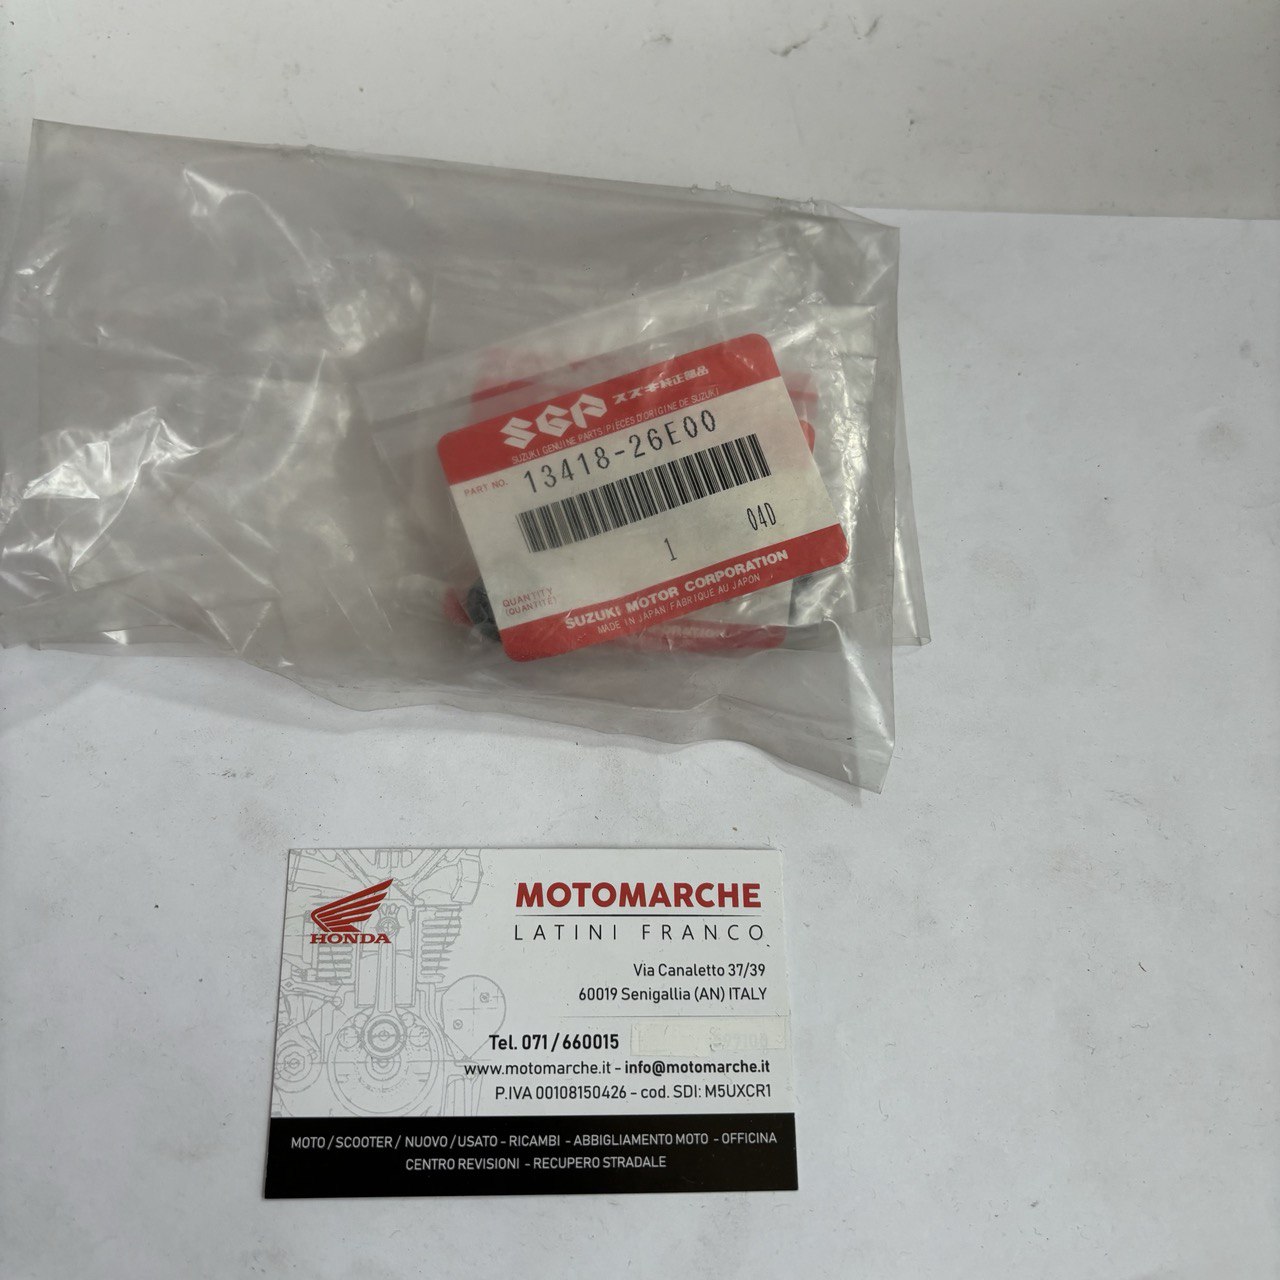 SGP スズキ純正部品
SUZUKI GENUINE PARTS PIECES D'ORIGINE DE SUZUKI
PART NO. 13418-26E00
1 04D
QUANTITY
(QUANTITÉ)
SUZUKI MOTOR CORPORATION
MADE IN JAPAN FABRIQUE AU JAPON
HONDA
MOTOMARCHE
LATINI FRANCO
Via Canaletto 37/39
60019 Senigallia (AN) ITALY
Tel. 071 / 660015
www.motomarche.it - info@motomarche.it
P.IVA 00108150426 - cod. SDI: M5UXCR1
MOTO / SCOOTER / NUOVO / USATO - RICAMBI - ABBIGLIAMENTO MOTO - OFFICINA
CENTRO REVISIONI - RECUPERO STRADALE